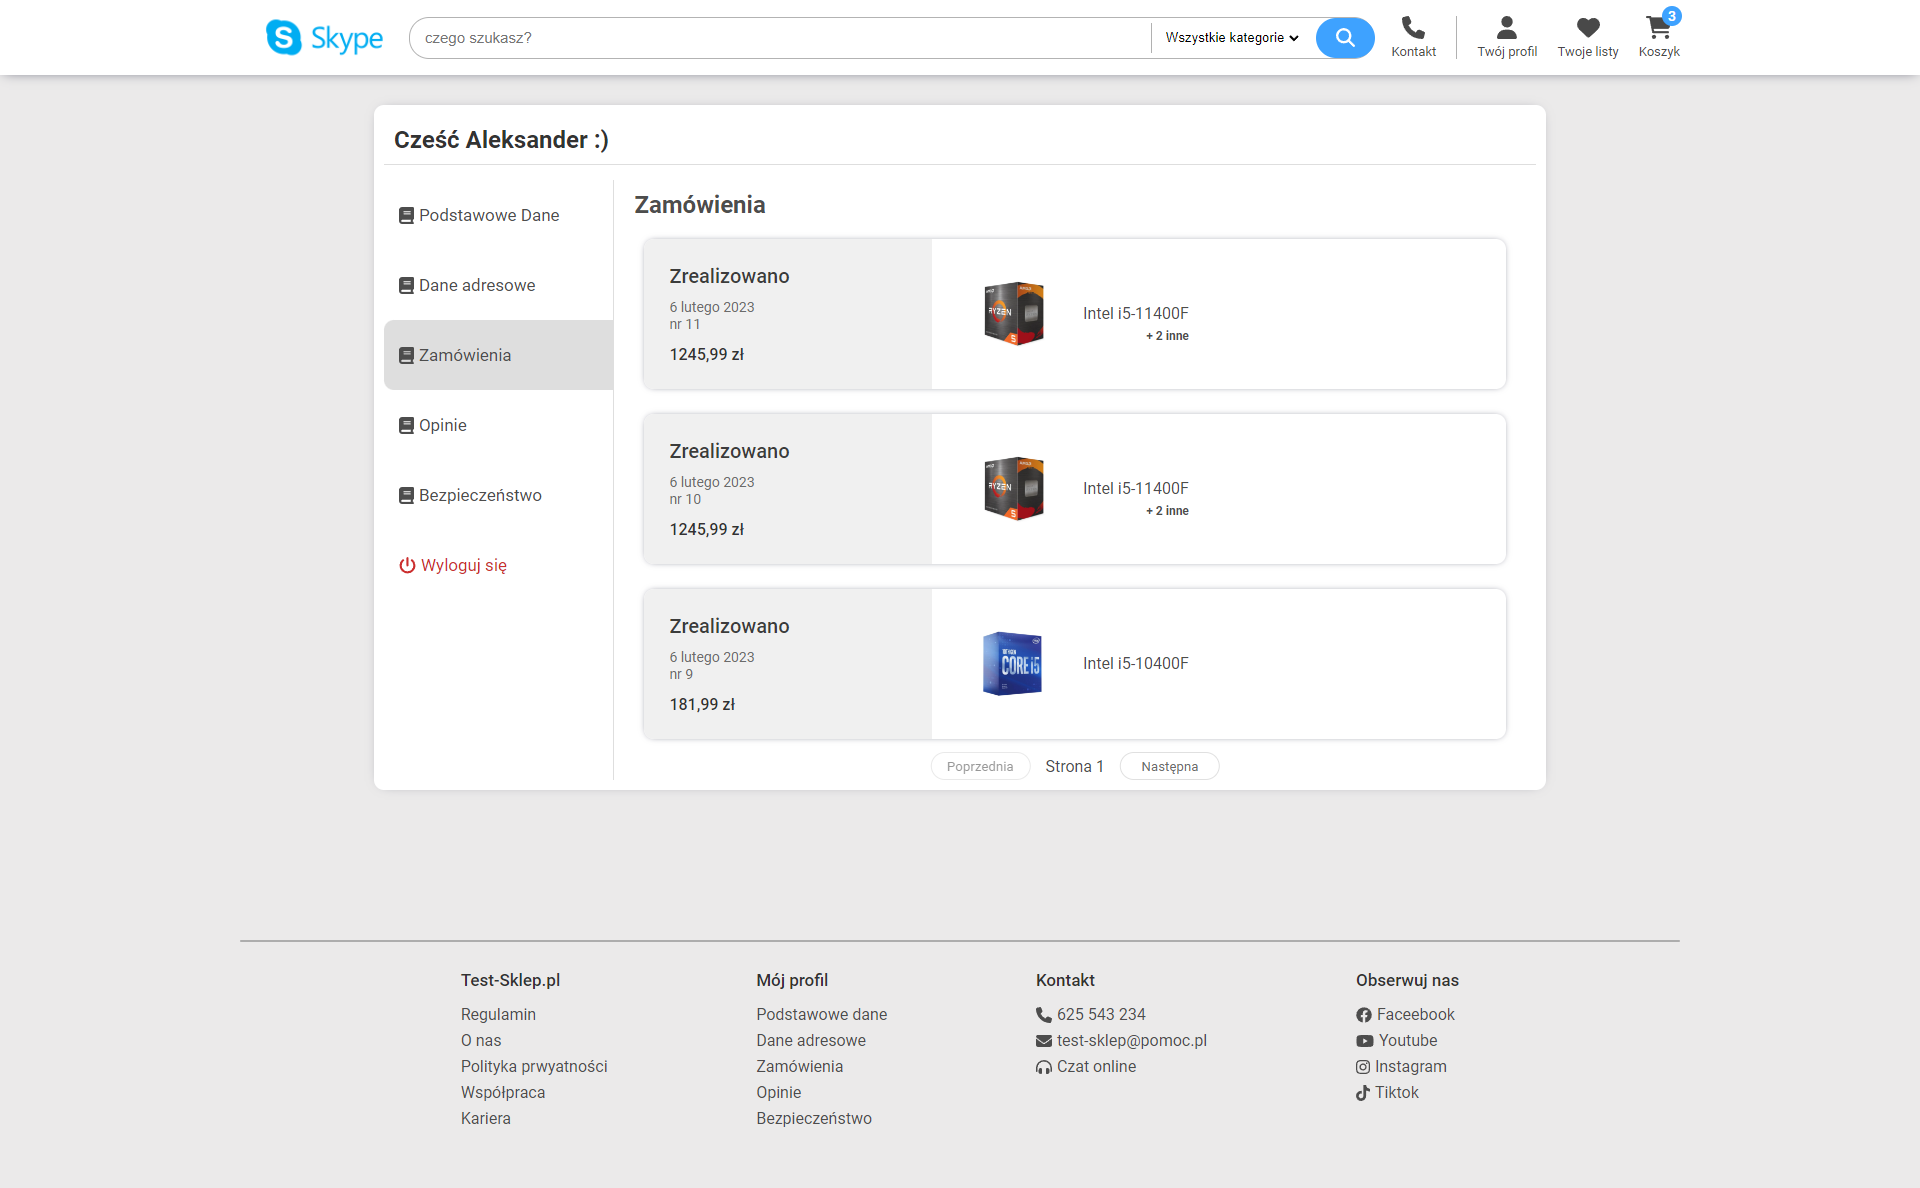 Skype
czego szukasz?
Wszystkie kategorie
Kontakt
Twój profil
Twoje listy
3
Koszyk
Cześć Aleksander :)
Podstawowe Dane
Dane adresowe
Zamówienia
Opinie
Bezpieczeństwo
Wyloguj się
Zamówienia
Zrealizowano
6 lutego 2023
nr 11
1245,99 zł
RYZEN
5
Intel i5-11400F
+ 2 inne
Zrealizowano
6 lutego 2023
nr 10
1245,99 zł
RYZEN
5
Intel i5-11400F
+ 2 inne
Zrealizowano
6 lutego 2023
nr 9
181,99 zł
CORE i5
Intel i5-10400F
Poprzednia
Strona 1
Następna
Test-Sklep.pl
Regulamin
O nas
Polityka prwyatności
Współpraca
Kariera
Mój profil
Podstawowe dane
Dane adresowe
Zamówienia
Opinie
Bezpieczeństwo
Kontakt
625 543 234
test-sklep@pomoc.pl
Czat online
Obserwuj nas
Faceebook
Youtube
Instagram
Tiktok